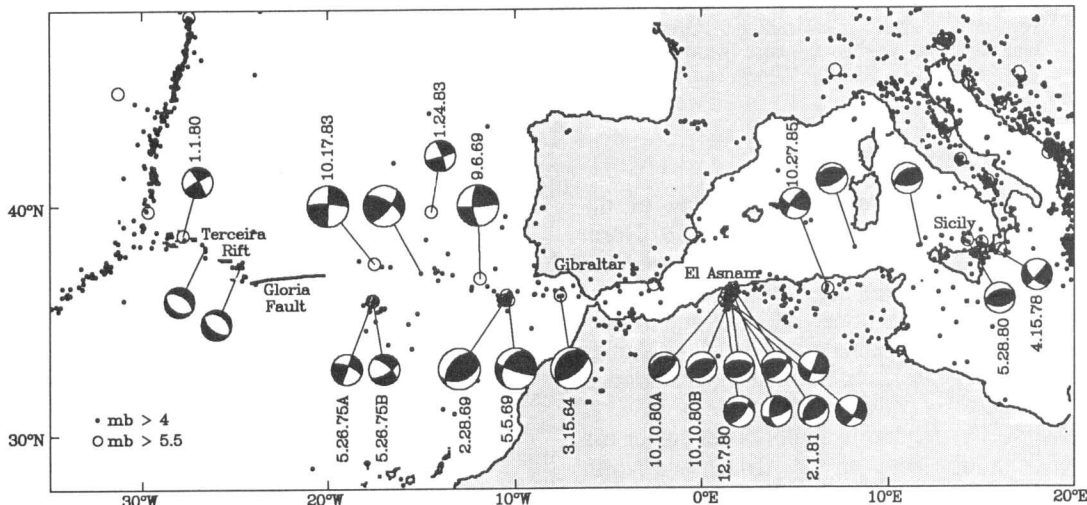 1.1.80
10.17.83
1.24.83
9.6.69
10.27.85
40°N
Terceira
Rift
Gloria
Fault
Gibraltar
El Asnam
Sicily
5.26.75A
5.26.75B
2.28.69
5.5.69
3.15.64
10.10.80A
10.10.80B
12.7.80
2.1.81
5.28.80
4.15.78
mb > 4
mb > 5.5
30°N
30°W
20°W
10°W
0°E
10°E
20°E